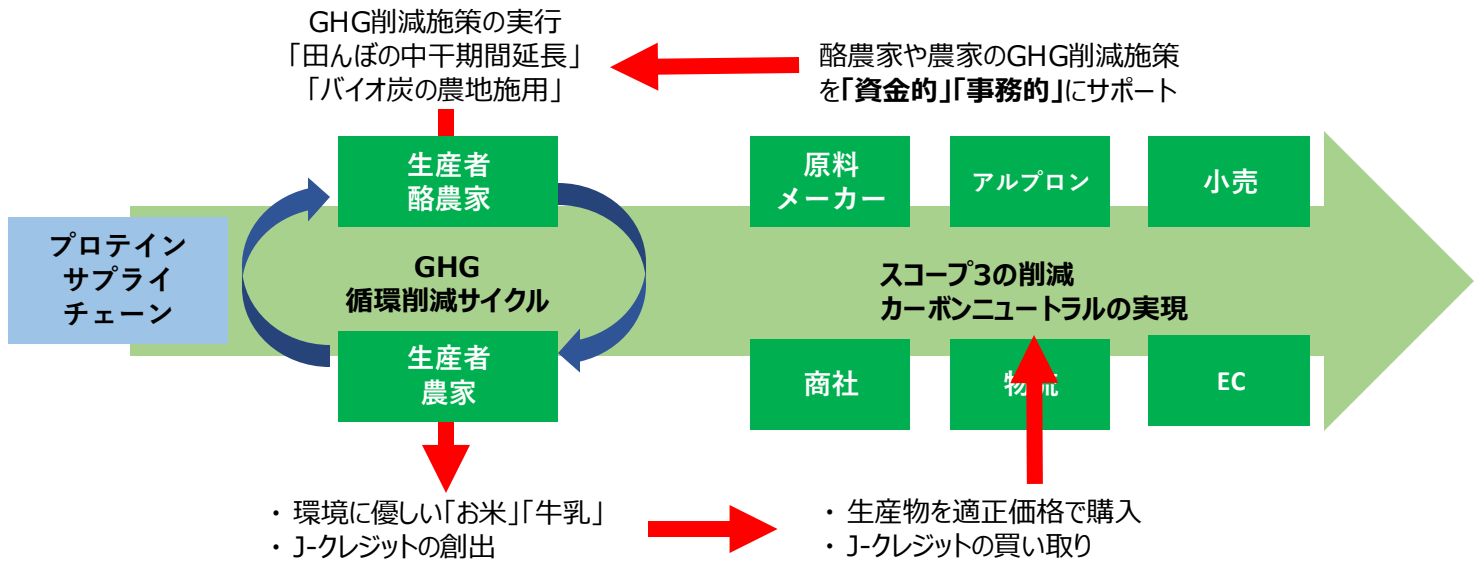 GHG削減施策の実行
「田んぼの中干期間延長」
「バイオ炭の農地施用」
酪農家や農家のGHG削減施策
を「資金的」「事務的」にサポート
生産者
酪農家
原料
メーカー
アルプロン
小売
プロテイン
サプライ
チェーン
GHG
循環削減サイクル
スコープ3の削減
カーボンニュートラルの実現
生産者
農家
商社
物流
EC
・ 環境に優しい「お米」「牛乳」
・ J-クレジットの創出
・ 生産物を適正価格で購入
・ J-クレジットの買い取り